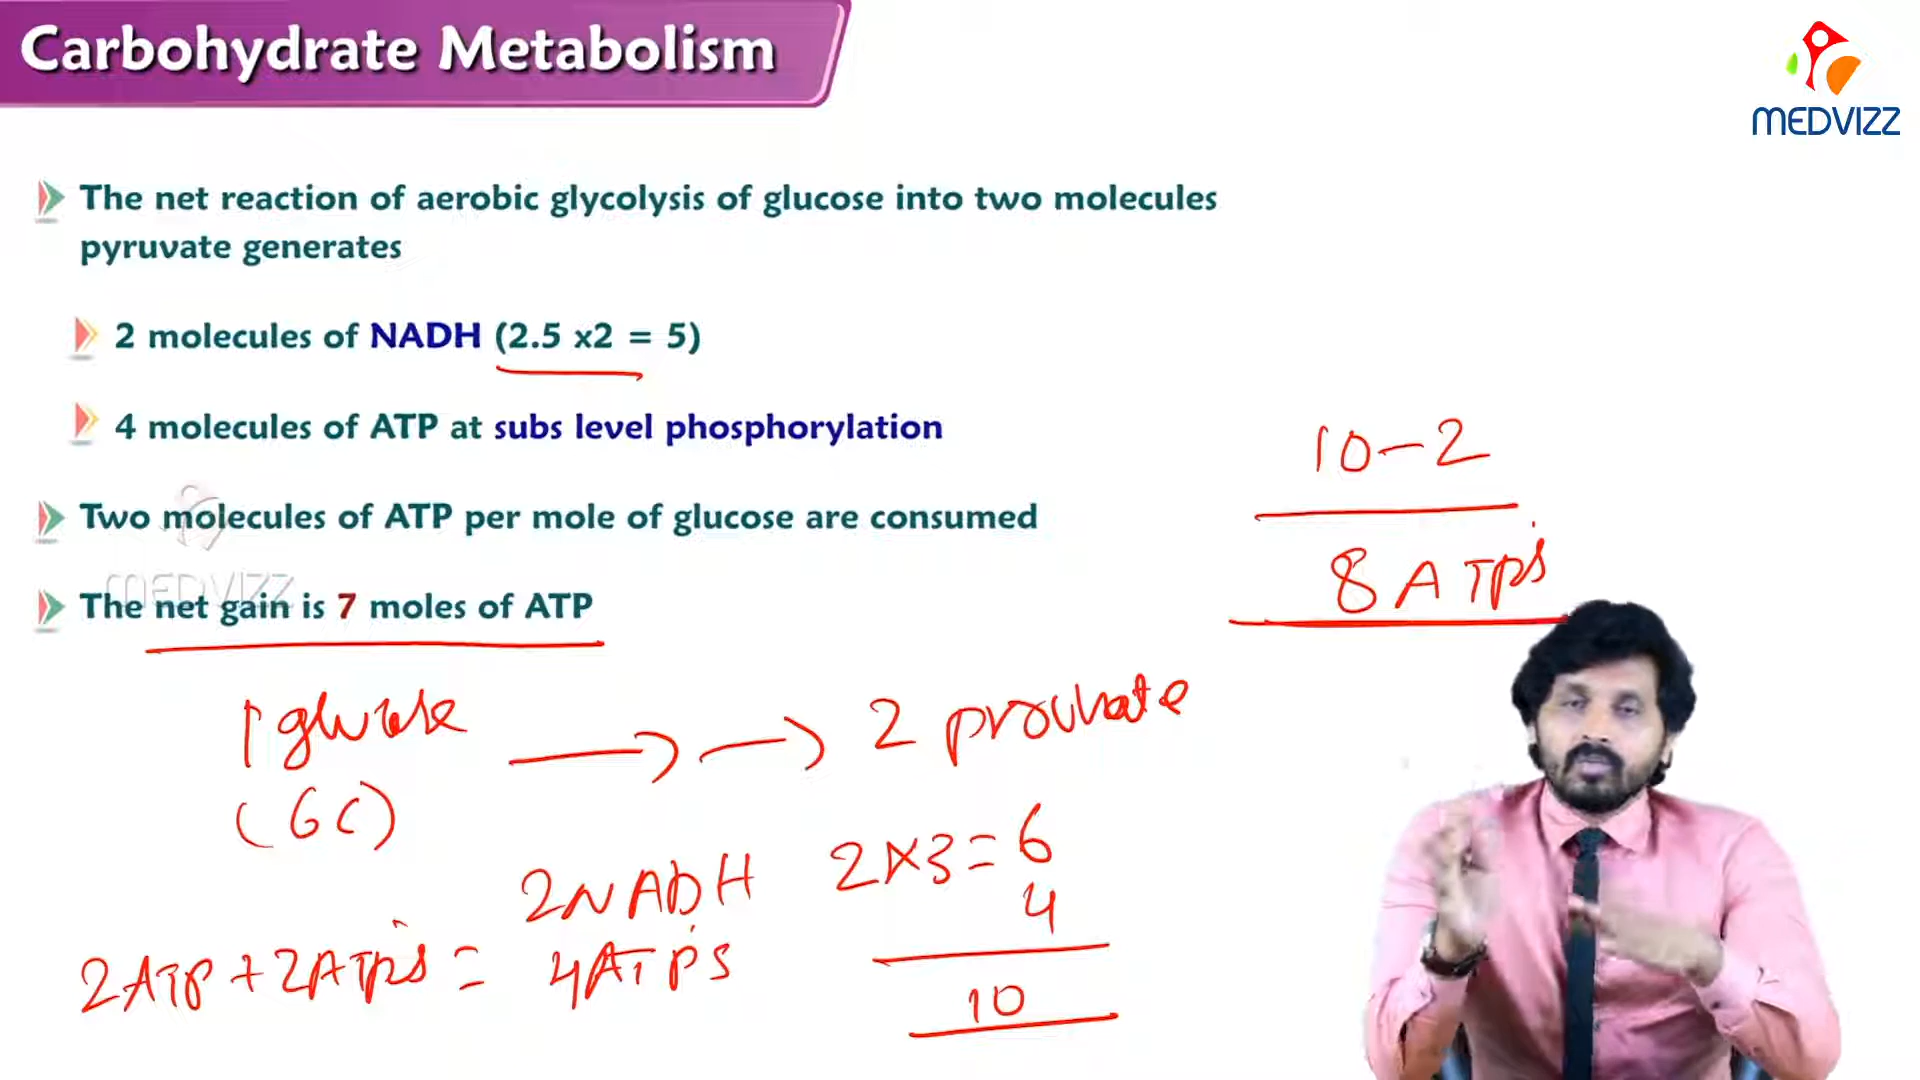 Carbohydrate Metabolism
MEDVIZZ
The net reaction of aerobic glycolysis of glucose into two molecules
pyruvate generates
2 molecules of NADH (2.5 x2 = 5)
4 molecules of ATP at subs level phosphorylation
Two molecules of ATP per mole of glucose are consumed
MEDVIZZ
The net gain is 7 moles of ATP
10-2
8 ATPs
1 glucose → → 2
(6C)
2NADH 2x3=6
4
2ATP+2ATPs = 4ATPs
10